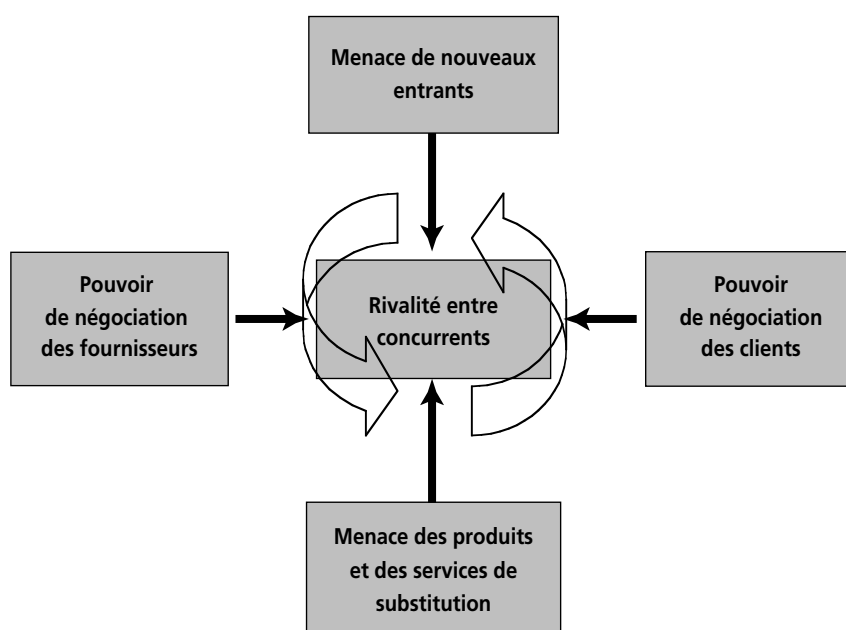 Menace de nouveaux
entrants
Pouvoir
de négociation
des fournisseurs
Rivalité entre
concurrents
Pouvoir
de négociation
des clients
Menace des produits
et des services de
substitution